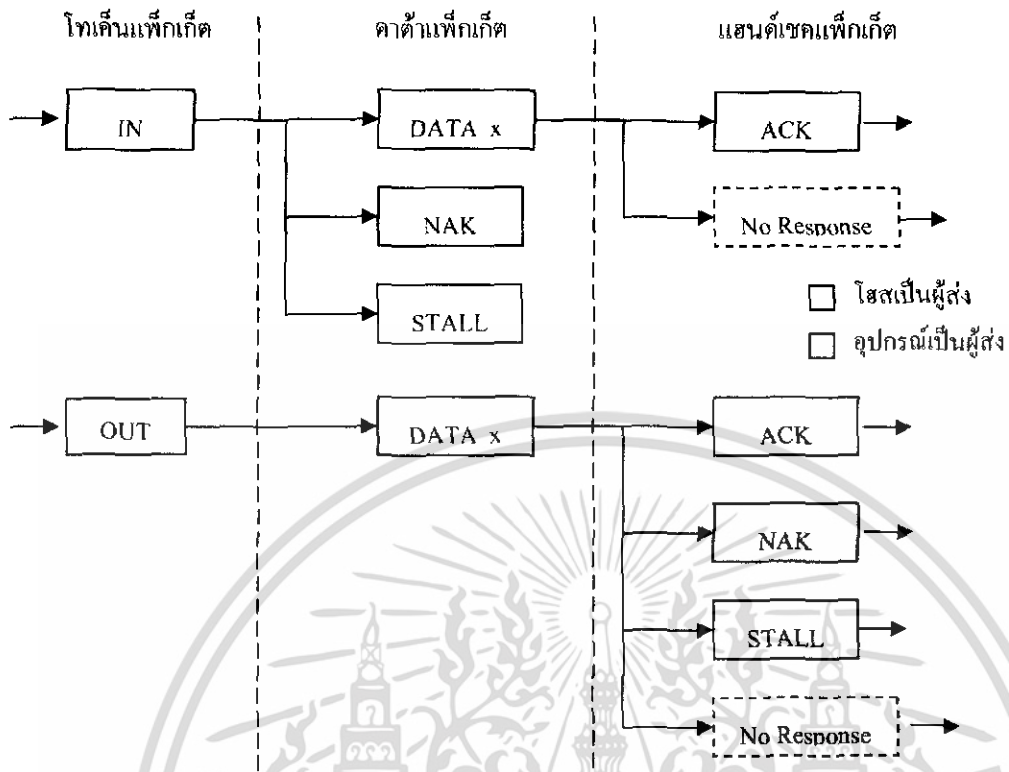 โทเค็นแพ็กเก็ต
ดาต้าแพ็กเก็ต
แฮนด์เชคแพ็กเก็ต
IN
DATA x
ACK
NAK
No Response
STALL
โฮสเป็นผู้ส่ง
อุปกรณ์เป็นผู้ส่ง
OUT
DATA x
ACK
NAK
STALL
No Response